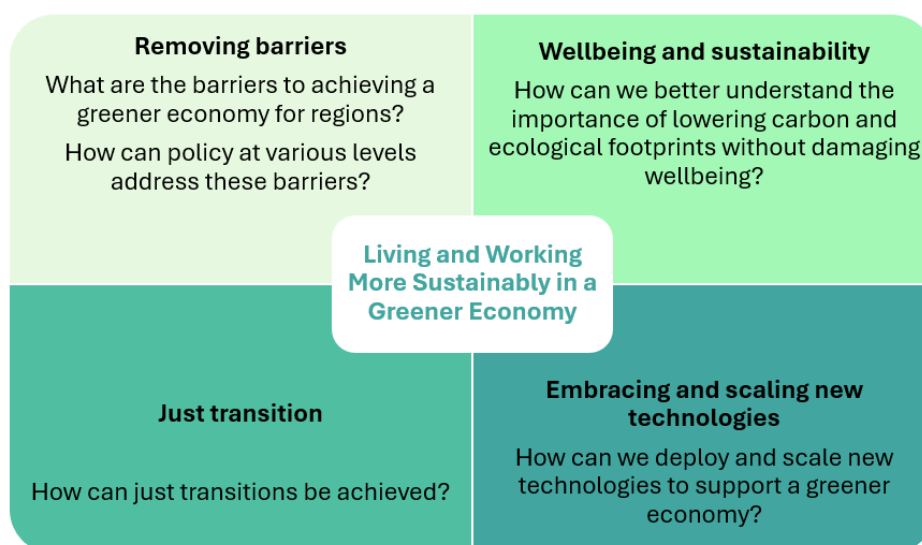 Removing barriers
What are the barriers to achieving a
greener economy for regions?
How can policy at various levels
address these barriers?
Wellbeing and sustainability
How can we better understand the
importance of lowering carbon and
ecological footprints without damaging
wellbeing?
Living and Working
More Sustainably in a
Greener Economy
Just transition
How can just transitions be achieved?
Embracing and scaling new
technologies
How can we deploy and scale new
technologies to support a greener
economy?